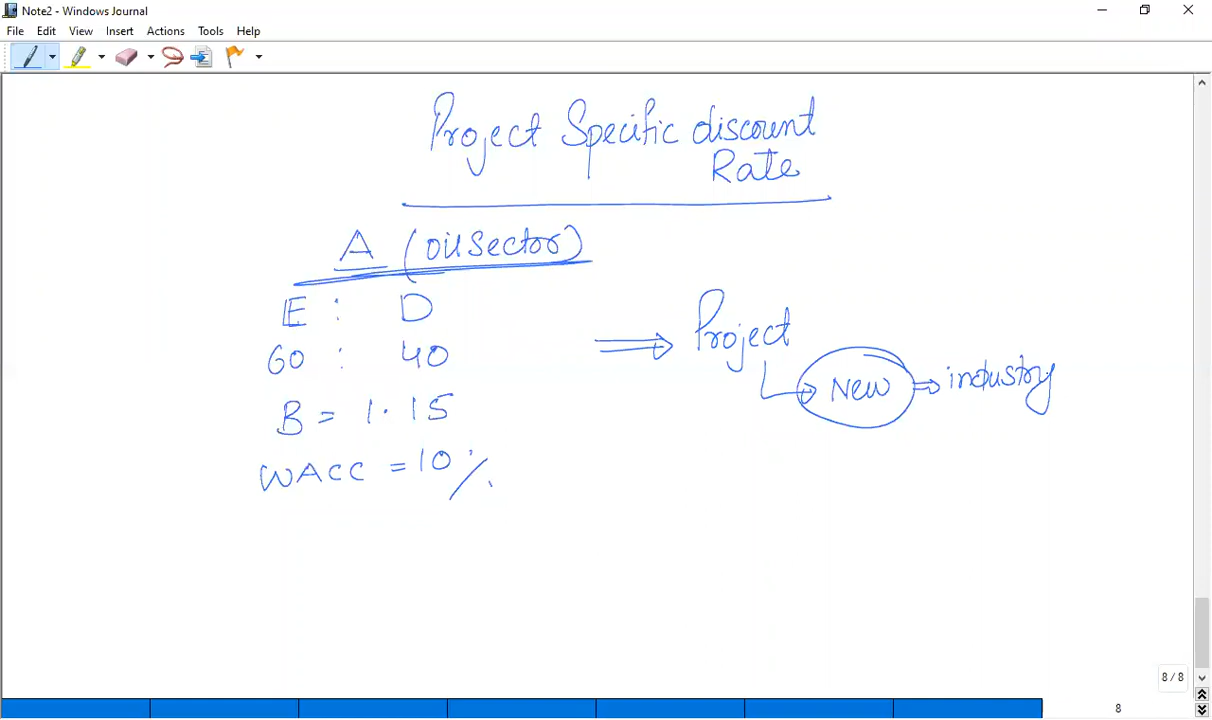 Note2 - Windows Journal
File Edit View Insert Actions Tools Help
Project Specific discount
Rate
A (oil Sector)
E : D
60 : 40
B = 1.15
WACC = 10%
⇒ Project
New ⇒ industry
8 / 8
8